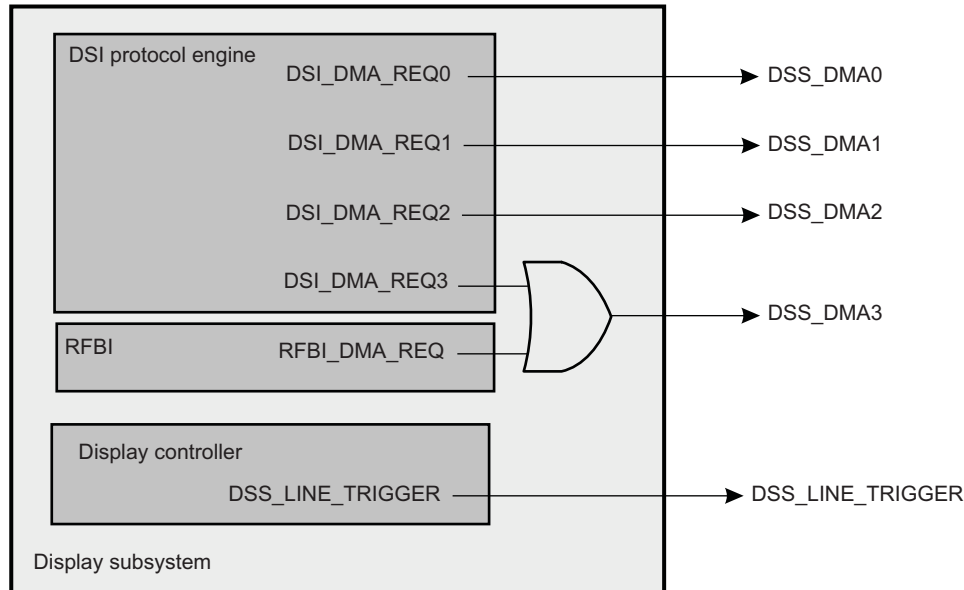 DSI protocol engine
DSI_DMA_REQ0
DSS_DMA0
DSI_DMA_REQ1
DSS_DMA1
DSI_DMA_REQ2
DSS_DMA2
DSI_DMA_REQ3
DSS_DMA3
RFBI
RFBI_DMA_REQ
Display controller
DSS_LINE_TRIGGER
DSS_LINE_TRIGGER
Display subsystem